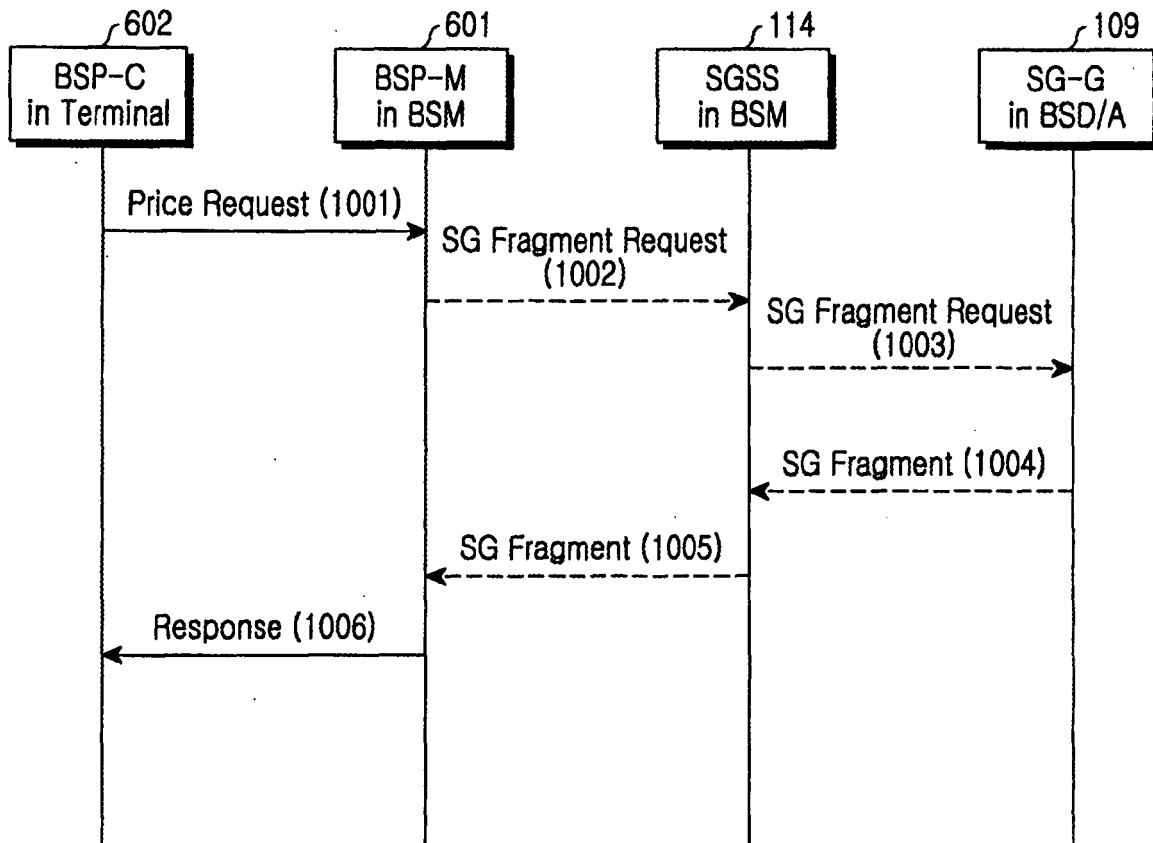 602
601
114
109
BSP-C
in Terminal
BSP-M
in BSM
SGSS
in BSM
SG-G
in BSD/A
Price Request (1001)
SG Fragment Request
(1002)
SG Fragment Request
(1003)
SG Fragment (1004)
SG Fragment (1005)
Response (1006)